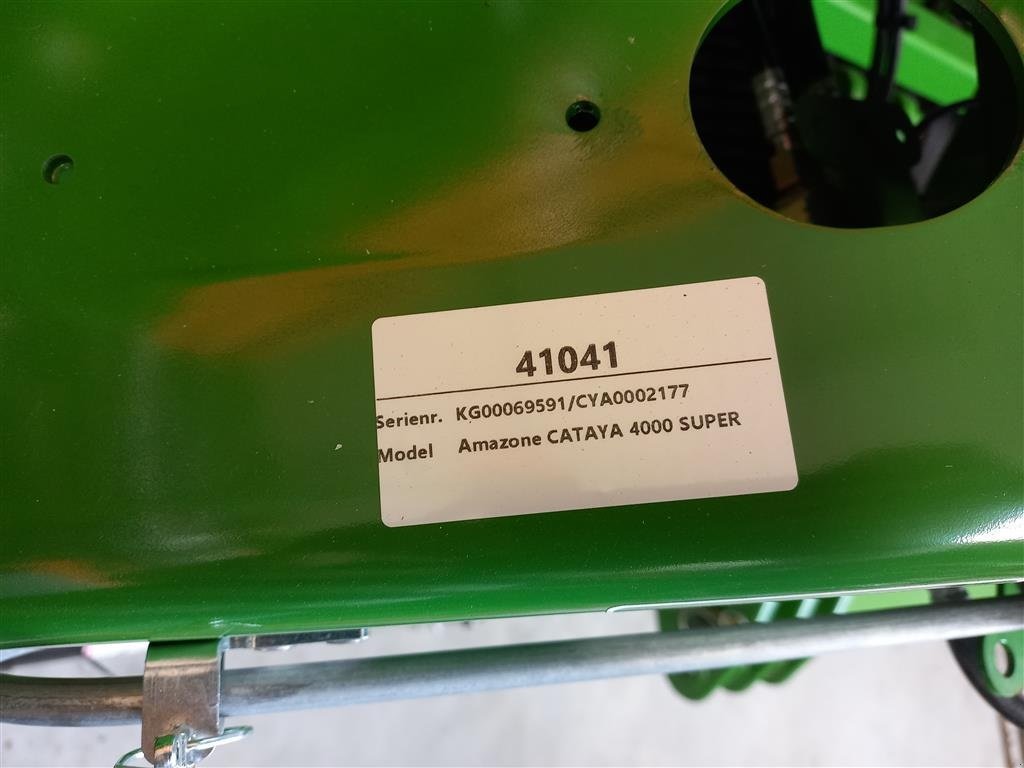 41041
Serienr. KG00069591/CYA0002177
Model Amazone CATAYA 4000 SUPER